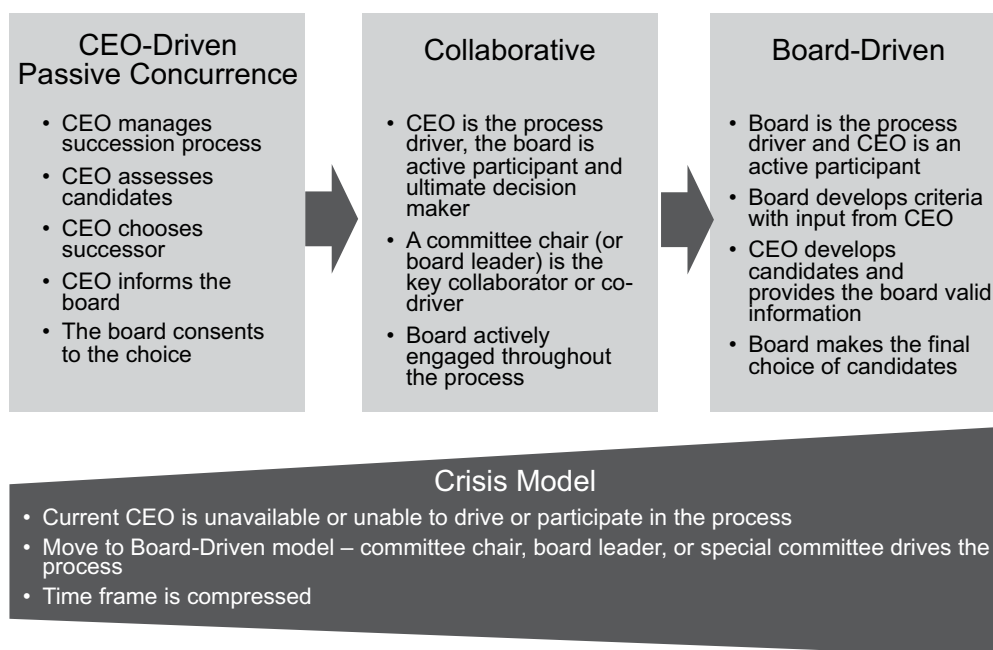 CEO-Driven
Passive Concurrence
• CEO manages
succession process
• CEO assesses
candidates
• CEO chooses
successor
• CEO informs the
board
• The board consents
to the choice
Collaborative
• CEO is the process
driver, the board is
active participant and
ultimate decision
maker
• A committee chair (or
board leader) is the
key collaborator or co-
driver
• Board actively
engaged throughout
the process
Board-Driven
• Board is the process
driver and CEO is an
active participant
• Board develops criteria
with input from CEO
• CEO develops
candidates and
provides the board valid
information
• Board makes the final
choice of candidates
Crisis Model
• Current CEO is unavailable or unable to drive or participate in the process
• Move to Board-Driven model – committee chair, board leader, or special committee drives the
process
• Time frame is compressed